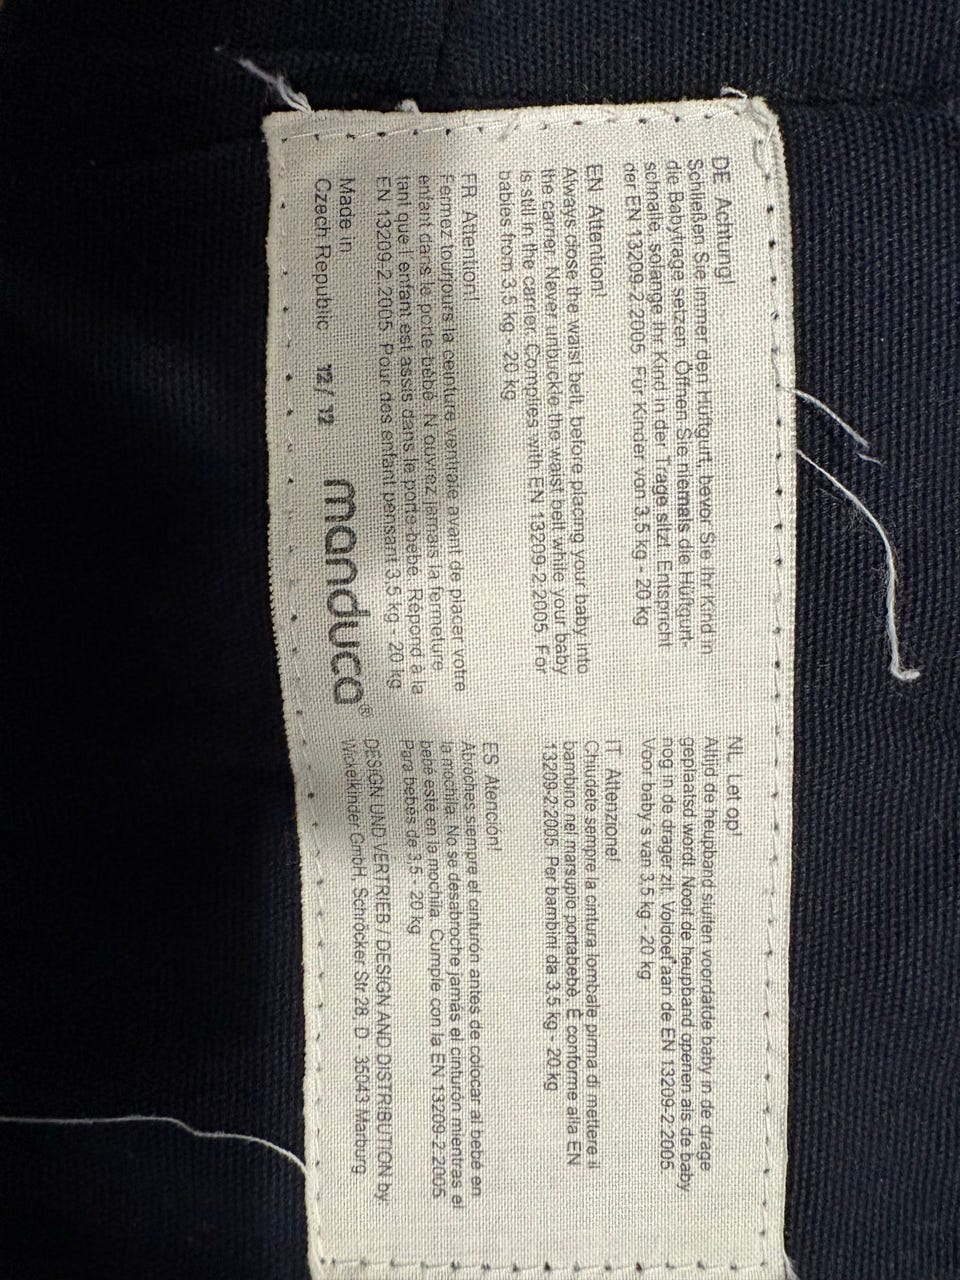 DE Achtung!
Schließen Sie immer den Hüftgurt, bevor Sie Ihr Kind in
die Babytrage setzen. Öffnen Sie niemals die Hüftgurt-
schnalle, solange Ihr Kind in der Trage sitzt. Entspricht
der EN 13209-2:2005. Für Kinder von 3.5 kg - 20 kg
EN Attention!
Always close the waist belt, before placing your baby into
the carrier. Never unbuckle the waist belt while your baby
is still in the carrier. Complies with EN 13209-2:2005. For
babies from 3.5 kg - 20 kg
FR Attention!
Fermez tourjours la ceinture ventrale avant de placer votre
enfant dans le porte-bébé. N'ouvrez jamais la fermeture
tant que l'enfant est assis dans le porte-bébé. Répond à la
EN 13209-2:2005. Pour des enfant pensant 3.5 kg - 20 kg
Made in
Czech Republic 12 / 12 manduca®
NL Let op!
Altijd de heupband sluiten voordatde baby in de drage
geplaatsd wordt. Nooit de heupband openen als de baby
nog in de drager zit. Voldoet aan de EN 13209-2:2005
Voor baby's van 3.5 kg - 20 kg
IT Attenzione!
Chiudete sempre la cintura lombale pirma di mettere il
bambino nel marsupio portabebé. É conforme alla EN
13209-2:2005. Per bambini da 3.5 kg - 20 kg
ES Atención!
Abroches siempre el cinturón antes de colocar al bebé en
la mochila. No se desabroche jamás el cinturón mientras el
bebé esté en la mochila. Cumple con la EN 13209-2:2005
Para bebés de 3,5 - 20 kg
DESIGN UND VERTRIEB / DESIGN AND DISTRIBUTION by:
Wickelkinder GmbH, Schröcker Str 28, D - 35043 Marburg